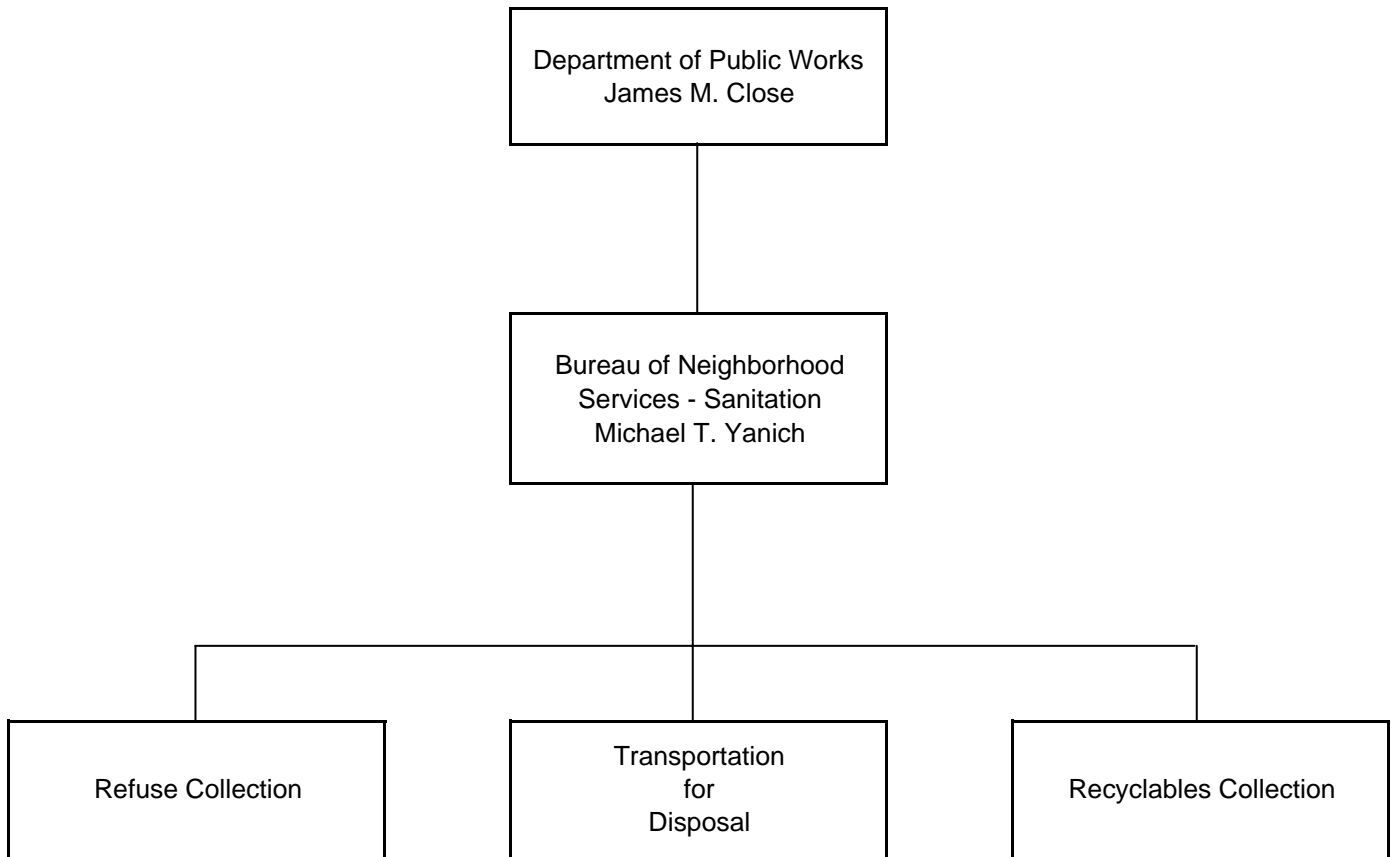 Department of Public Works
James M. Close
Bureau of Neighborhood
Services - Sanitation
Michael T. Yanich
Refuse Collection
Transportation
for
Disposal
Recyclables Collection